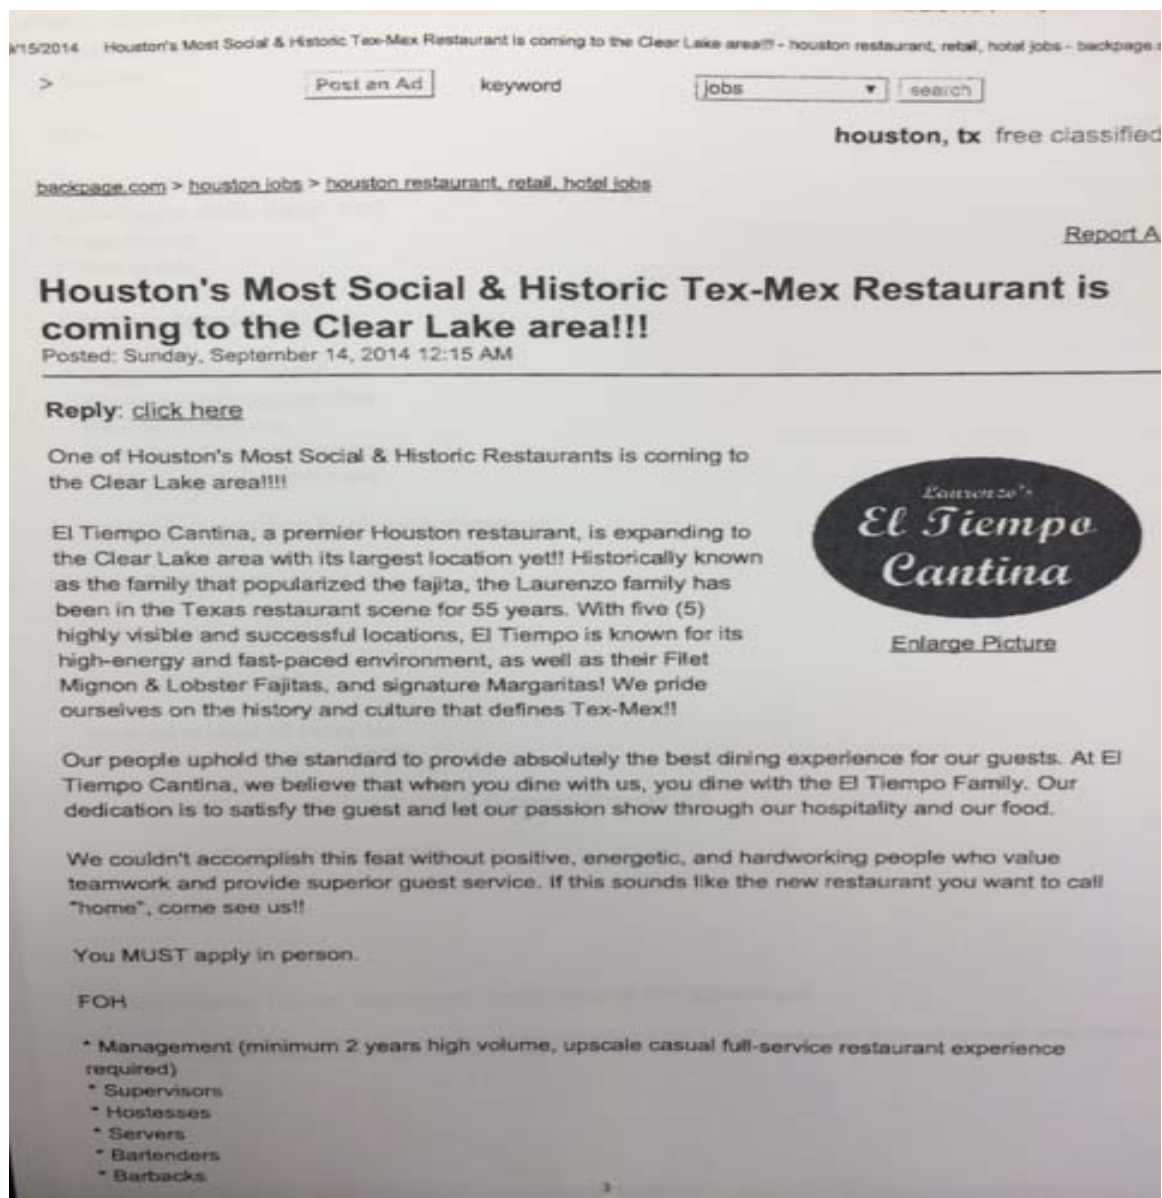 /15/2014 Houston's Most Social & Historic Tex-Mex Restaurant is coming to the Clear Lake area!!! - houston restaurant, retail, hotel jobs - backpage.
>
Post an Ad keyword jobs ▼ search
houston, tx free classified
backpage.com > houston jobs > houston restaurant, retail, hotel jobs
Report A
Houston's Most Social & Historic Tex-Mex Restaurant is
coming to the Clear Lake area!!!
Posted: Sunday, September 14, 2014 12:15 AM
Reply: click here
One of Houston's Most Social & Historic Restaurants is coming to
the Clear Lake area!!!!
El Tiempo Cantina, a premier Houston restaurant, is expanding to
the Clear Lake area with its largest location yet!! Historically known
as the family that popularized the fajita, the Laurenzo family has
been in the Texas restaurant scene for 55 years. With five (5)
highly visible and successful locations, El Tiempo is known for its
high-energy and fast-paced environment, as well as their Filet
Mignon & Lobster Fajitas, and signature Margaritas! We pride
ourselves on the history and culture that defines Tex-Mex!!
Laurenzo's
El Tiempo
Cantina
Enlarge Picture
Our people uphold the standard to provide absolutely the best dining experience for our guests. At El
Tiempo Cantina, we believe that when you dine with us, you dine with the El Tiempo Family. Our
dedication is to satisfy the guest and let our passion show through our hospitality and our food.
We couldn't accomplish this feat without positive, energetic, and hardworking people who value
teamwork and provide superior guest service. If this sounds like the new restaurant you want to call
"home", come see us!!
You MUST apply in person.
FOH
* Management (minimum 2 years high volume, upscale casual full-service restaurant experience
required)
* Supervisors
* Hostesses
* Servers
* Bartenders
* Barbacks